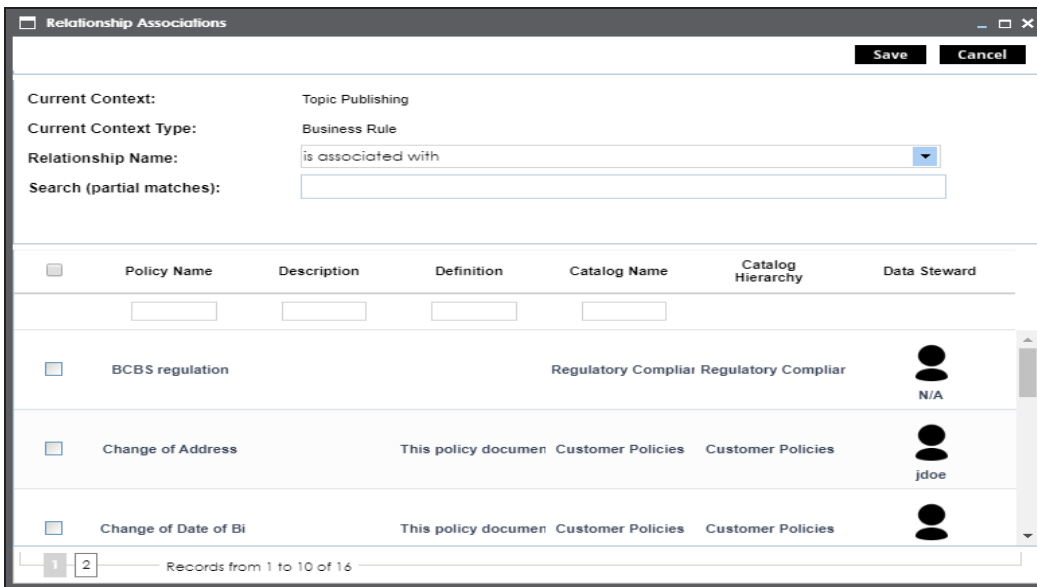 Relationship Associations
Save Cancel
Current Context: Topic Publishing
Current Context Type: Business Rule
Relationship Name: is associated with
Search (partial matches):
Policy Name Description Definition Catalog Name Catalog Hierarchy Data Steward
BCBS regulation Regulatory Complian Regulatory Complian
N/A
Change of Address This policy documen Customer Policies Customer Policies
jdoe
Change of Date of Bi This policy documen Customer Policies Customer Policies
1 2 Records from 1 to 10 of 16